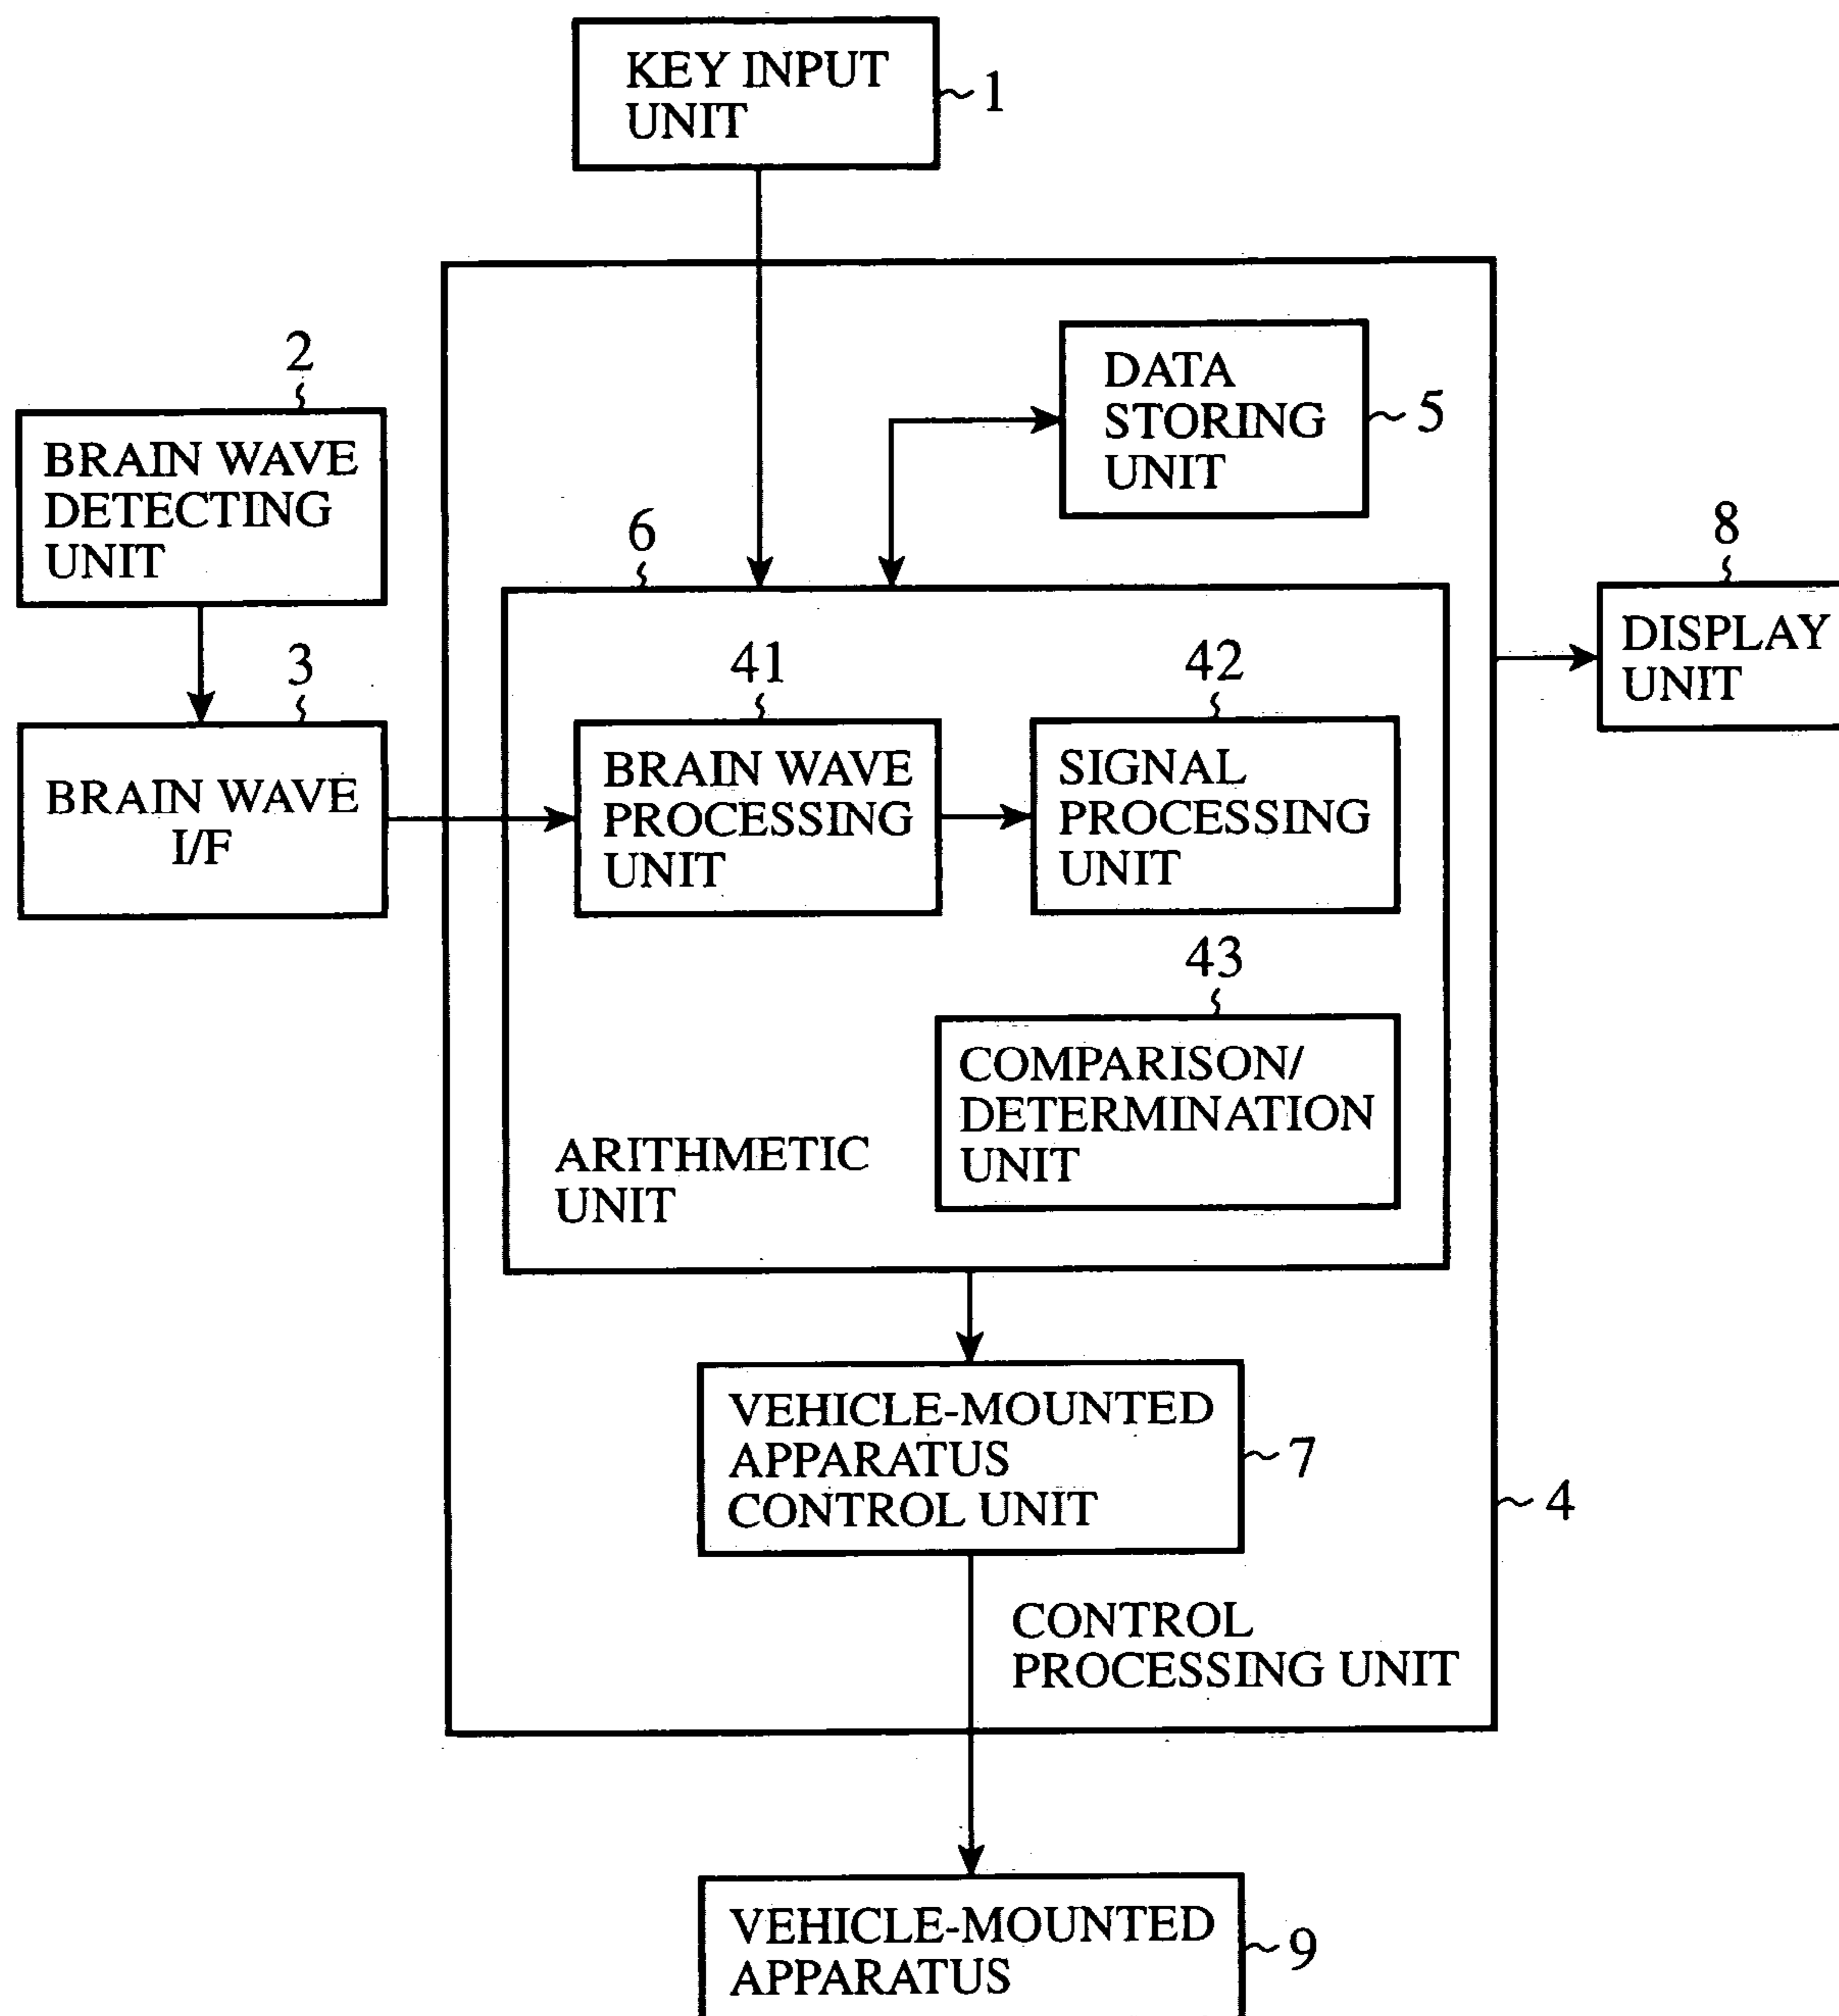 KEY INPUT
UNIT
1
2
BRAIN WAVE
DETECTING
UNIT
3
BRAIN WAVE
I/F
DATA
STORING
UNIT
5
6
8
DISPLAY
UNIT
41
BRAIN WAVE
PROCESSING
UNIT
42
SIGNAL
PROCESSING
UNIT
43
COMPARISON/
DETERMINATION
UNIT
ARITHMETIC
UNIT
VEHICLE-MOUNTED
APPARATUS
CONTROL UNIT
7
4
CONTROL
PROCESSING UNIT
VEHICLE-MOUNTED
APPARATUS
9